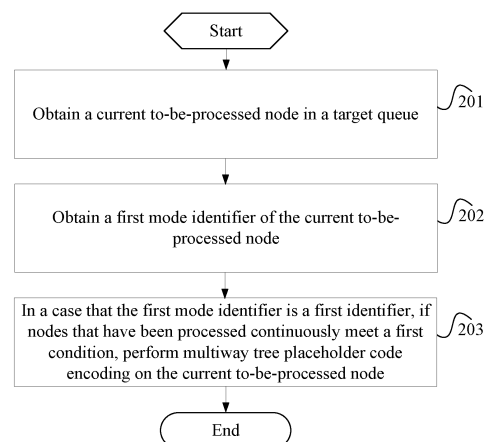 Start
Obtain a current to-be-processed node in a target queue
201
Obtain a first mode identifier of the current to-be-
processed node
202
In a case that the first mode identifier is a first identifier, if
nodes that have been processed continuously meet a first
condition, perform multiway tree placeholder code
encoding on the current to-be-processed node
203
End